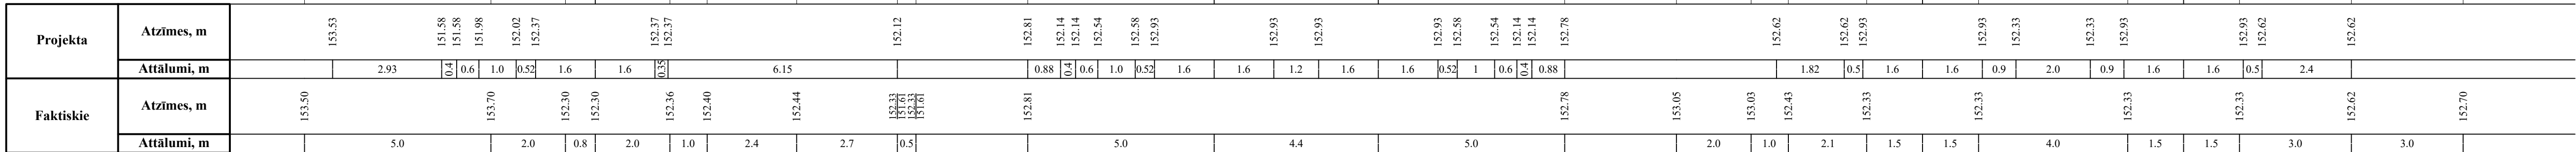 Projekta
Atzīmes, m
153.53 151.58 151.58 151.98 152.02 152.37 152.37 152.37 152.12 152.81 152.14 152.14 152.54 152.58 152.93 152.93 152.93 152.93 152.58 152.54 152.14 152.14 152.78 152.62 152.62 152.93 152.93 152.33 152.33 152.93 152.93 152.62 152.62
Attālumi, m
2.93 0.4 0.6 1.0 0.52 1.6 1.6 0.35 6.15 0.88 0.4 0.6 1.0 0.52 1.6 1.6 1.2 1.6 1.6 0.52 1 0.6 0.4 0.88 1.82 0.5 1.6 1.6 0.9 2.0 0.9 1.6 1.6 0.5 2.4
Faktiskie
Atzīmes, m
153.50 153.70 152.30 152.30 152.36 152.40 152.44 152.33 151.61 152.33 151.61 152.81 152.78 153.05 153.03 152.43 152.33 152.33 152.33 152.33 152.62 152.70
Attālumi, m
5.0 2.0 0.8 2.0 1.0 2.4 2.7 0.5 5.0 4.4 5.0 2.0 1.0 2.1 1.5 1.5 4.0 1.5 1.5 3.0 3.0